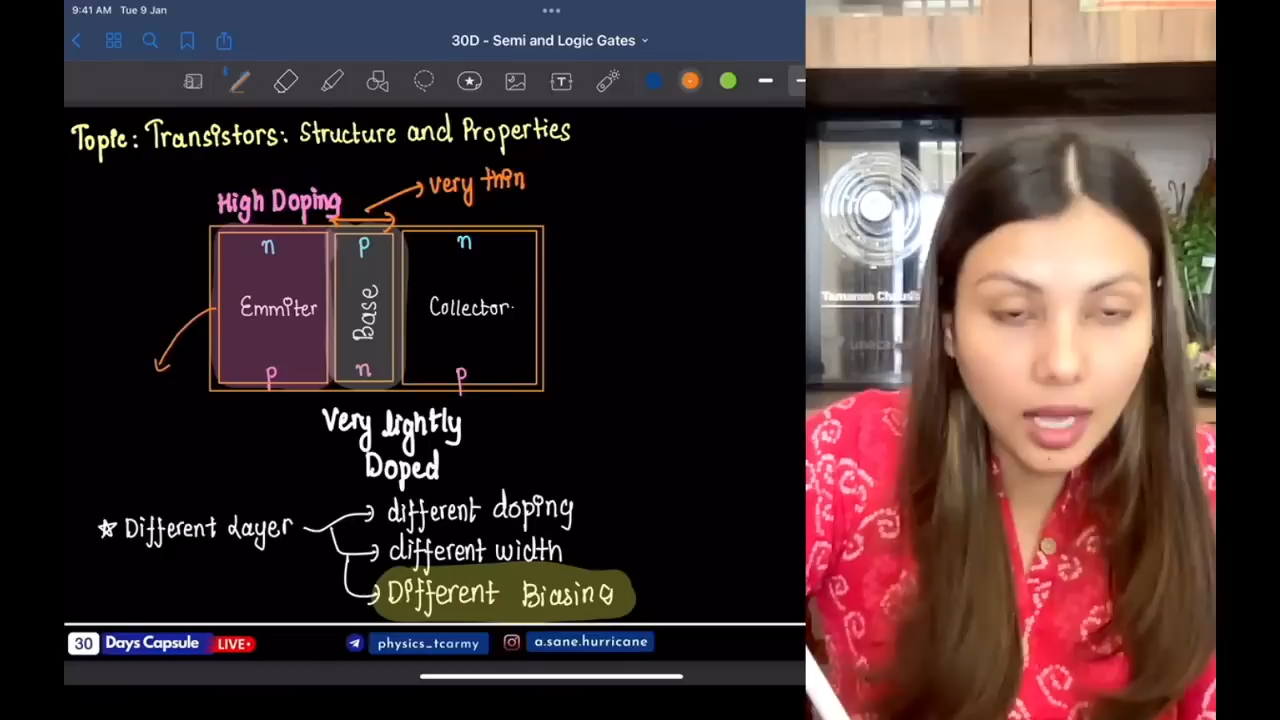 9:41 AM Tue 9 Jan
30D - Semi and Logic Gates
Topic: Transistors: Structure and Properties
High Doping
very thin
n p n
Emmiter Base Collector.
p n p
Very lightly
Doped
Different Layer
different doping
different width
Different Biasing
30 Days Capsule LIVE
physics_tcarmy
a.sane.hurricane